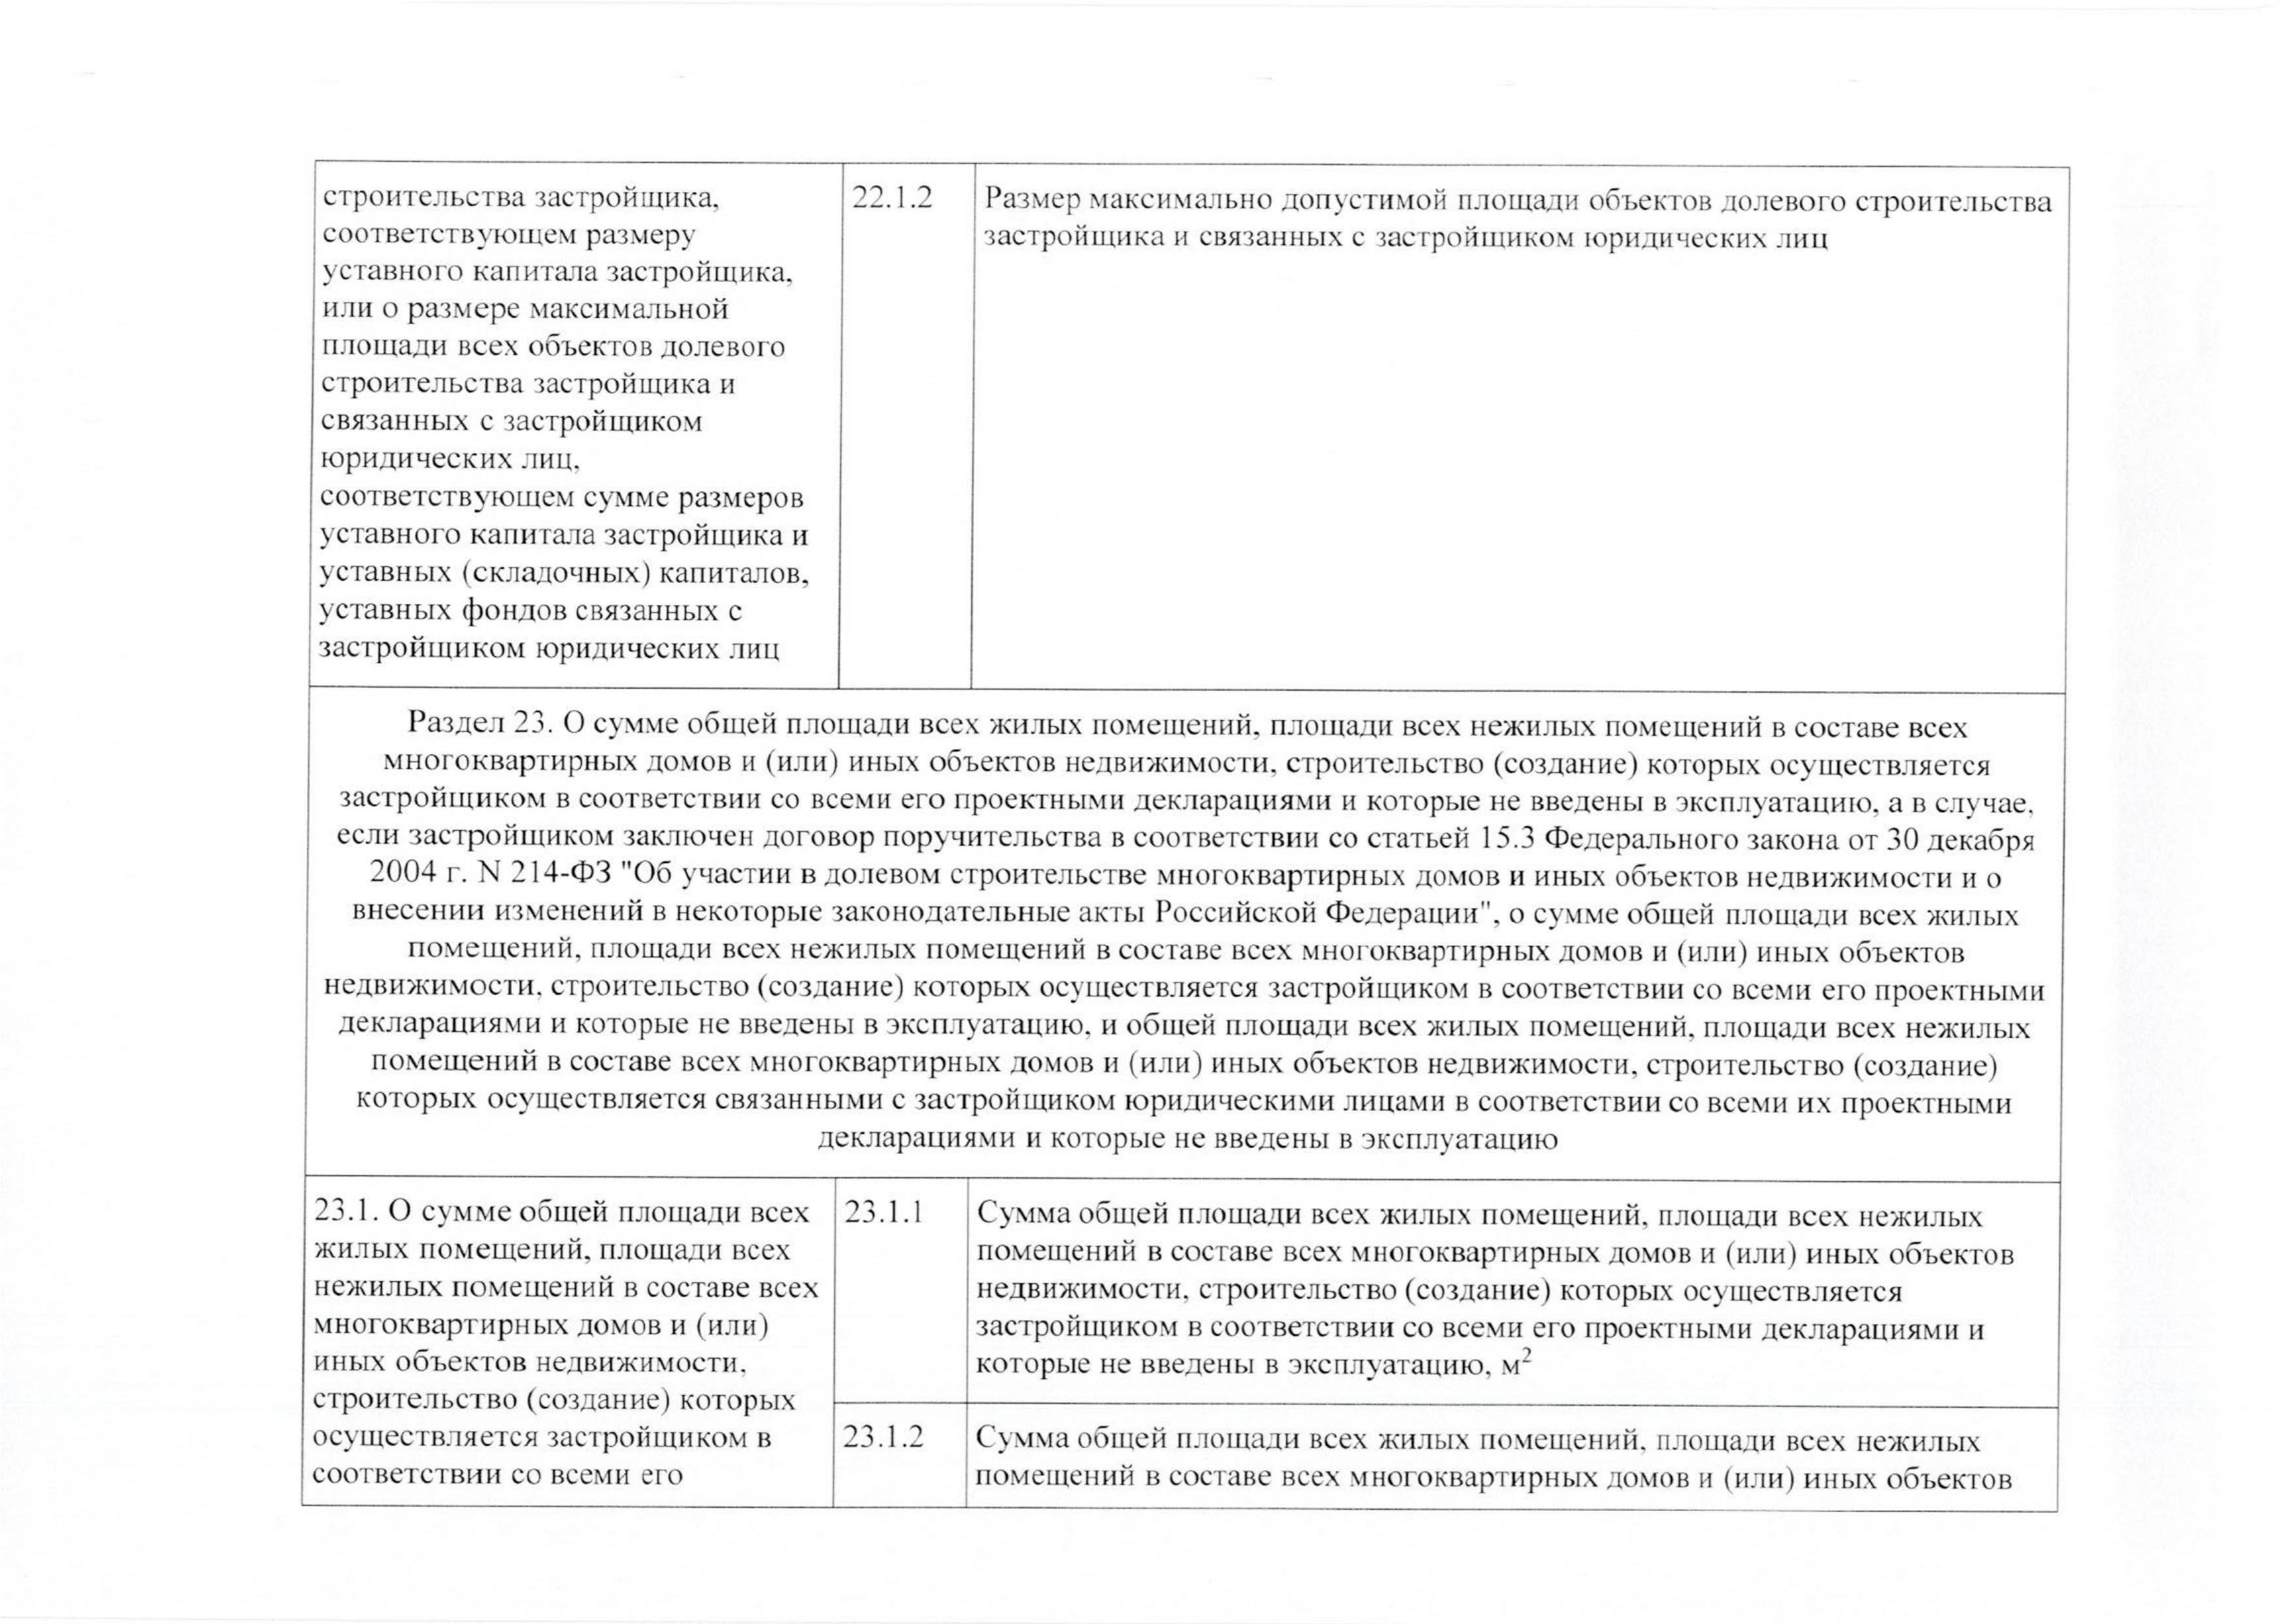 строительства застройщика,
соответствующем размеру
уставного капитала застройщика,
или о размере максимальной
площади всех объектов долевого
строительства застройщика и
связанных с застройщиком
юридических лиц,
соответствующем сумме размеров
уставного капитала застройщика и
уставных (складочных) капиталов,
уставных фондов связанных с
застройщиком юридических лиц
22.1.2
Размер максимально допустимой площади объектов долевого строительства
застройщика и связанных с застройщиком юридических лиц
Раздел 23. О сумме общей площади всех жилых помещений, площади всех нежилых помещений в составе всех
многоквартирных домов и (или) иных объектов недвижимости, строительство (создание) которых осуществляется
застройщиком в соответствии со всеми его проектными декларациями и которые не введены в эксплуатацию, а в случае,
если застройщиком заключен договор поручительства в соответствии со статьей 15.3 Федерального закона от 30 декабря
2004 г. N 214-ФЗ "Об участии в долевом строительстве многоквартирных домов и иных объектов недвижимости и о
внесении изменений в некоторые законодательные акты Российской Федерации", о сумме общей площади всех жилых
помещений, площади всех нежилых помещений в составе всех многоквартирных домов и (или) иных объектов
недвижимости, строительство (создание) которых осуществляется застройщиком в соответствии со всеми его проектными
декларациями и которые не введены в эксплуатацию, и общей площади всех жилых помещений, площади всех нежилых
помещений в составе всех многоквартирных домов и (или) иных объектов недвижимости, строительство (создание)
которых осуществляется связанными с застройщиком юридическими лицами в соответствии со всеми их проектными
декларациями и которые не введены в эксплуатацию
23.1. О сумме общей площади всех
жилых помещений, площади всех
нежилых помещений в составе всех
многоквартирных домов и (или)
иных объектов недвижимости,
строительство (создание) которых
осуществляется застройщиком в
соответствии со всеми его
23.1.1
Сумма общей площади всех жилых помещений, площади всех нежилых
помещений в составе всех многоквартирных домов и (или) иных объектов
недвижимости, строительство (создание) которых осуществляется
застройщиком в соответствии со всеми его проектными декларациями и
которые не введены в эксплуатацию, м²
23.1.2
Сумма общей площади всех жилых помещений, площади всех нежилых
помещений в составе всех многоквартирных домов и (или) иных объектов